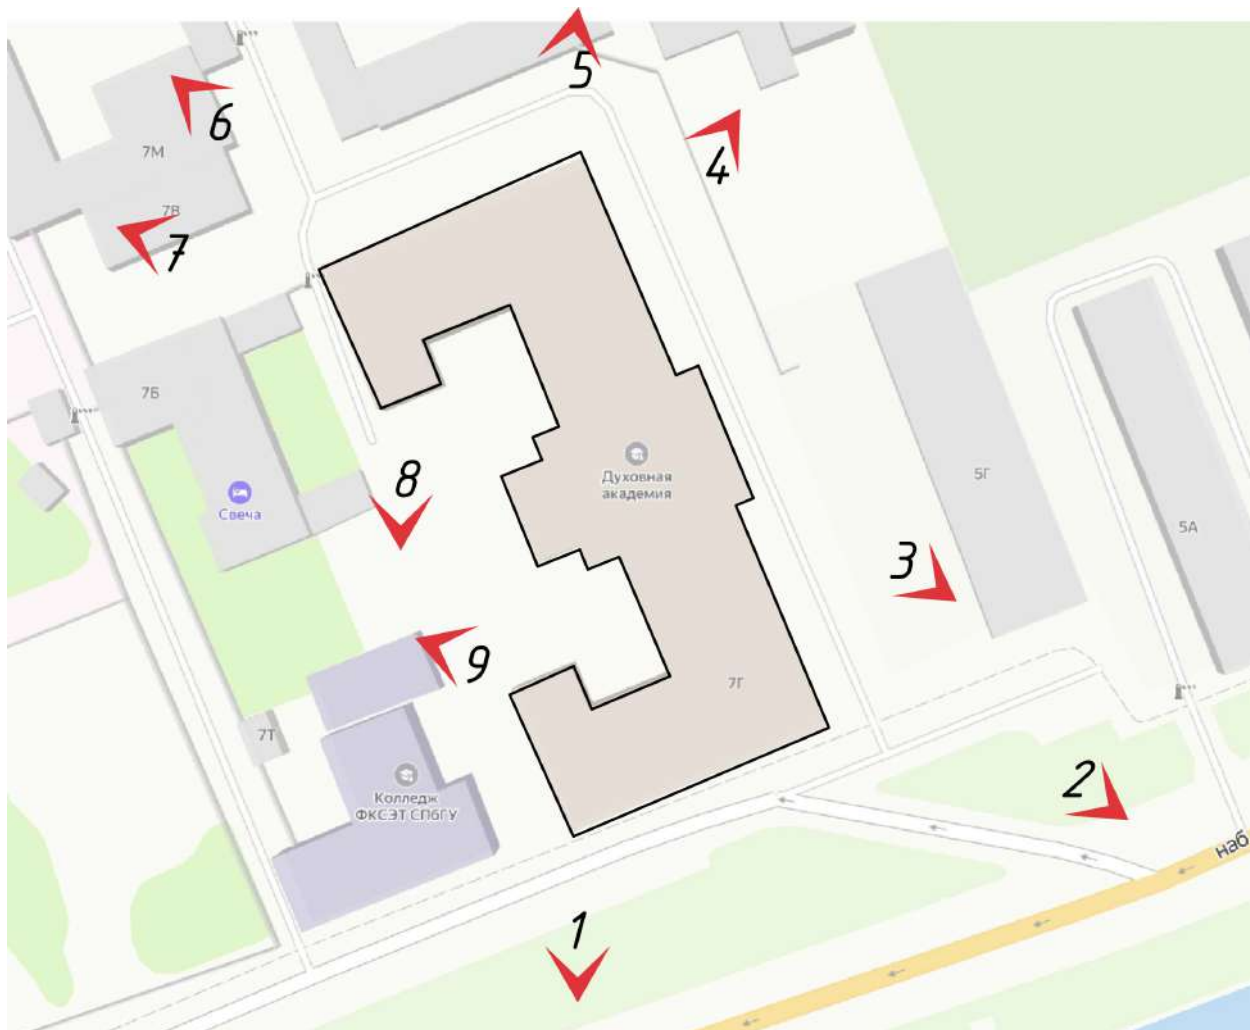 5
6
7М
4
7В
7
7Б
8
Духовная
академия
5Г
Свеча
5А
3
9
7Г
7Т
2
Колледж
ФКСЭТ СПбГУ
наб
1